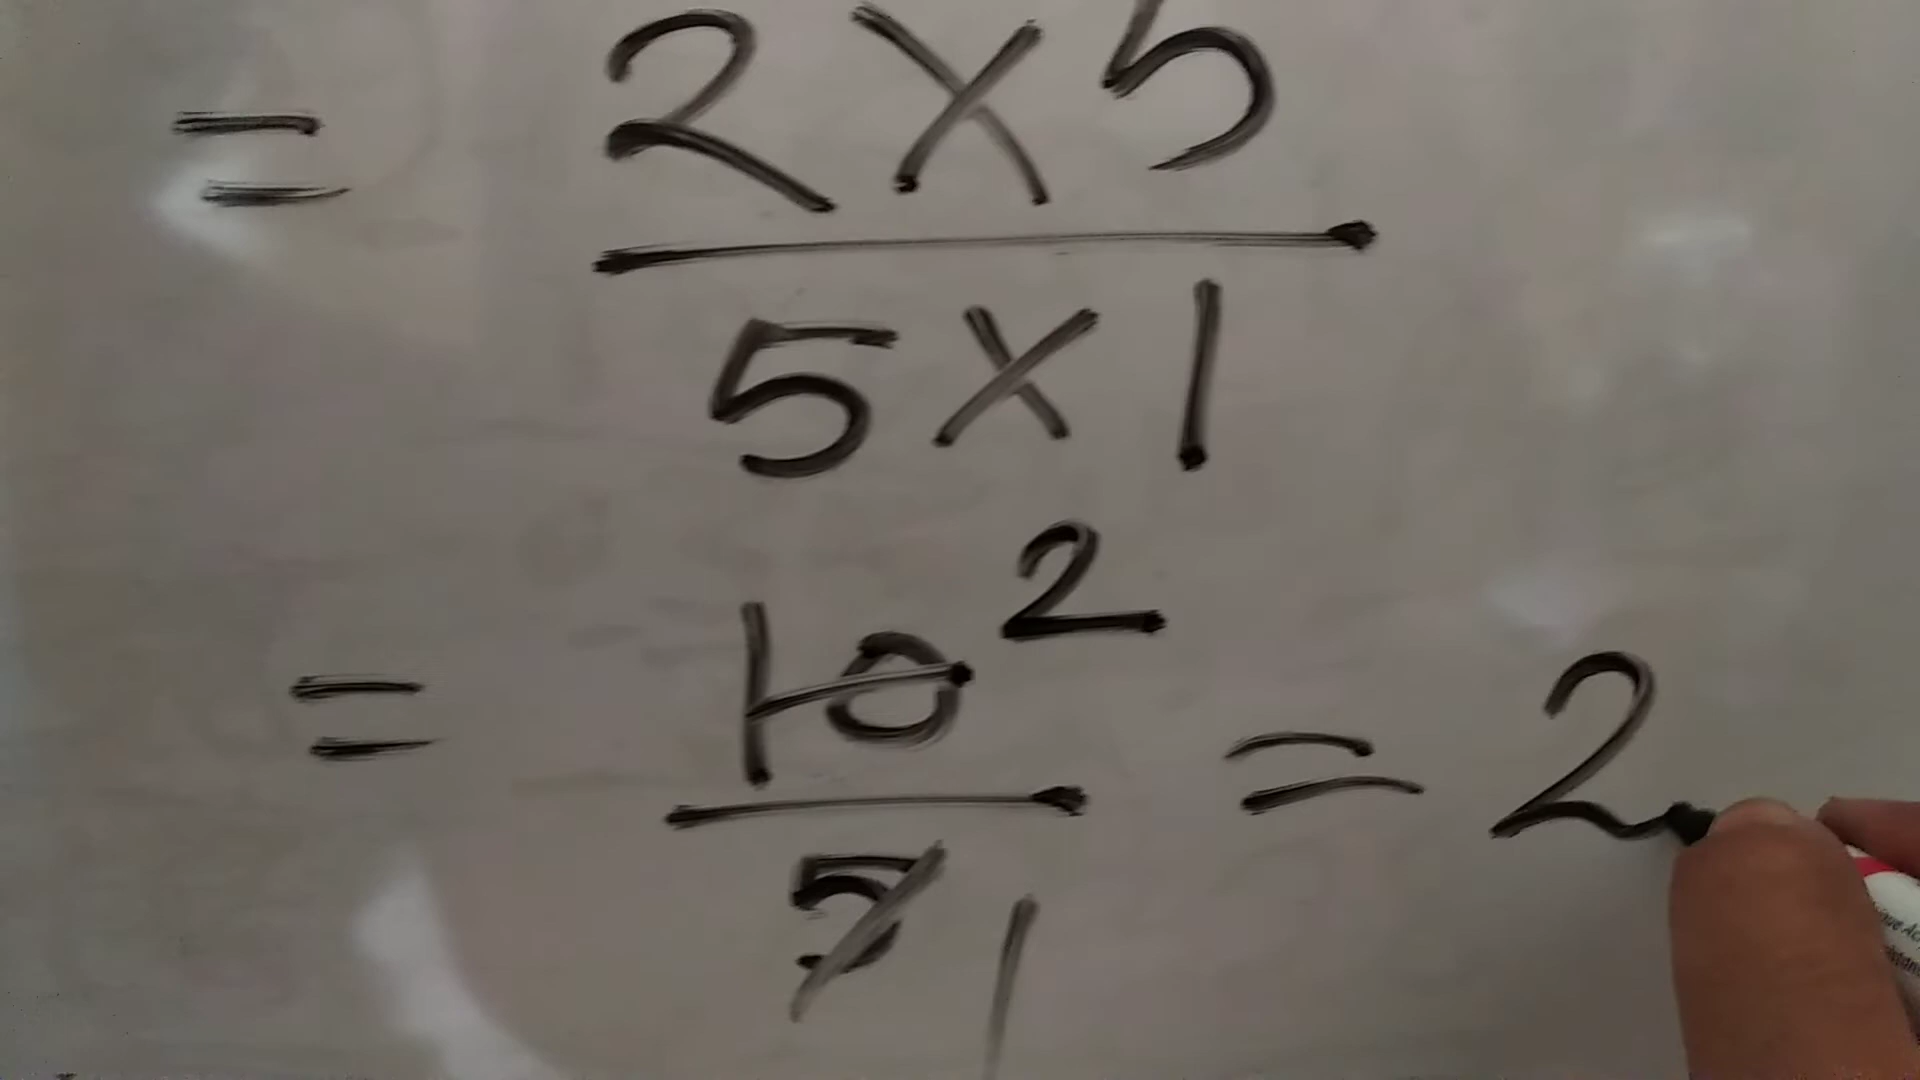 = 2 x 5
5 x 1
= 10 2 = 2
5 1